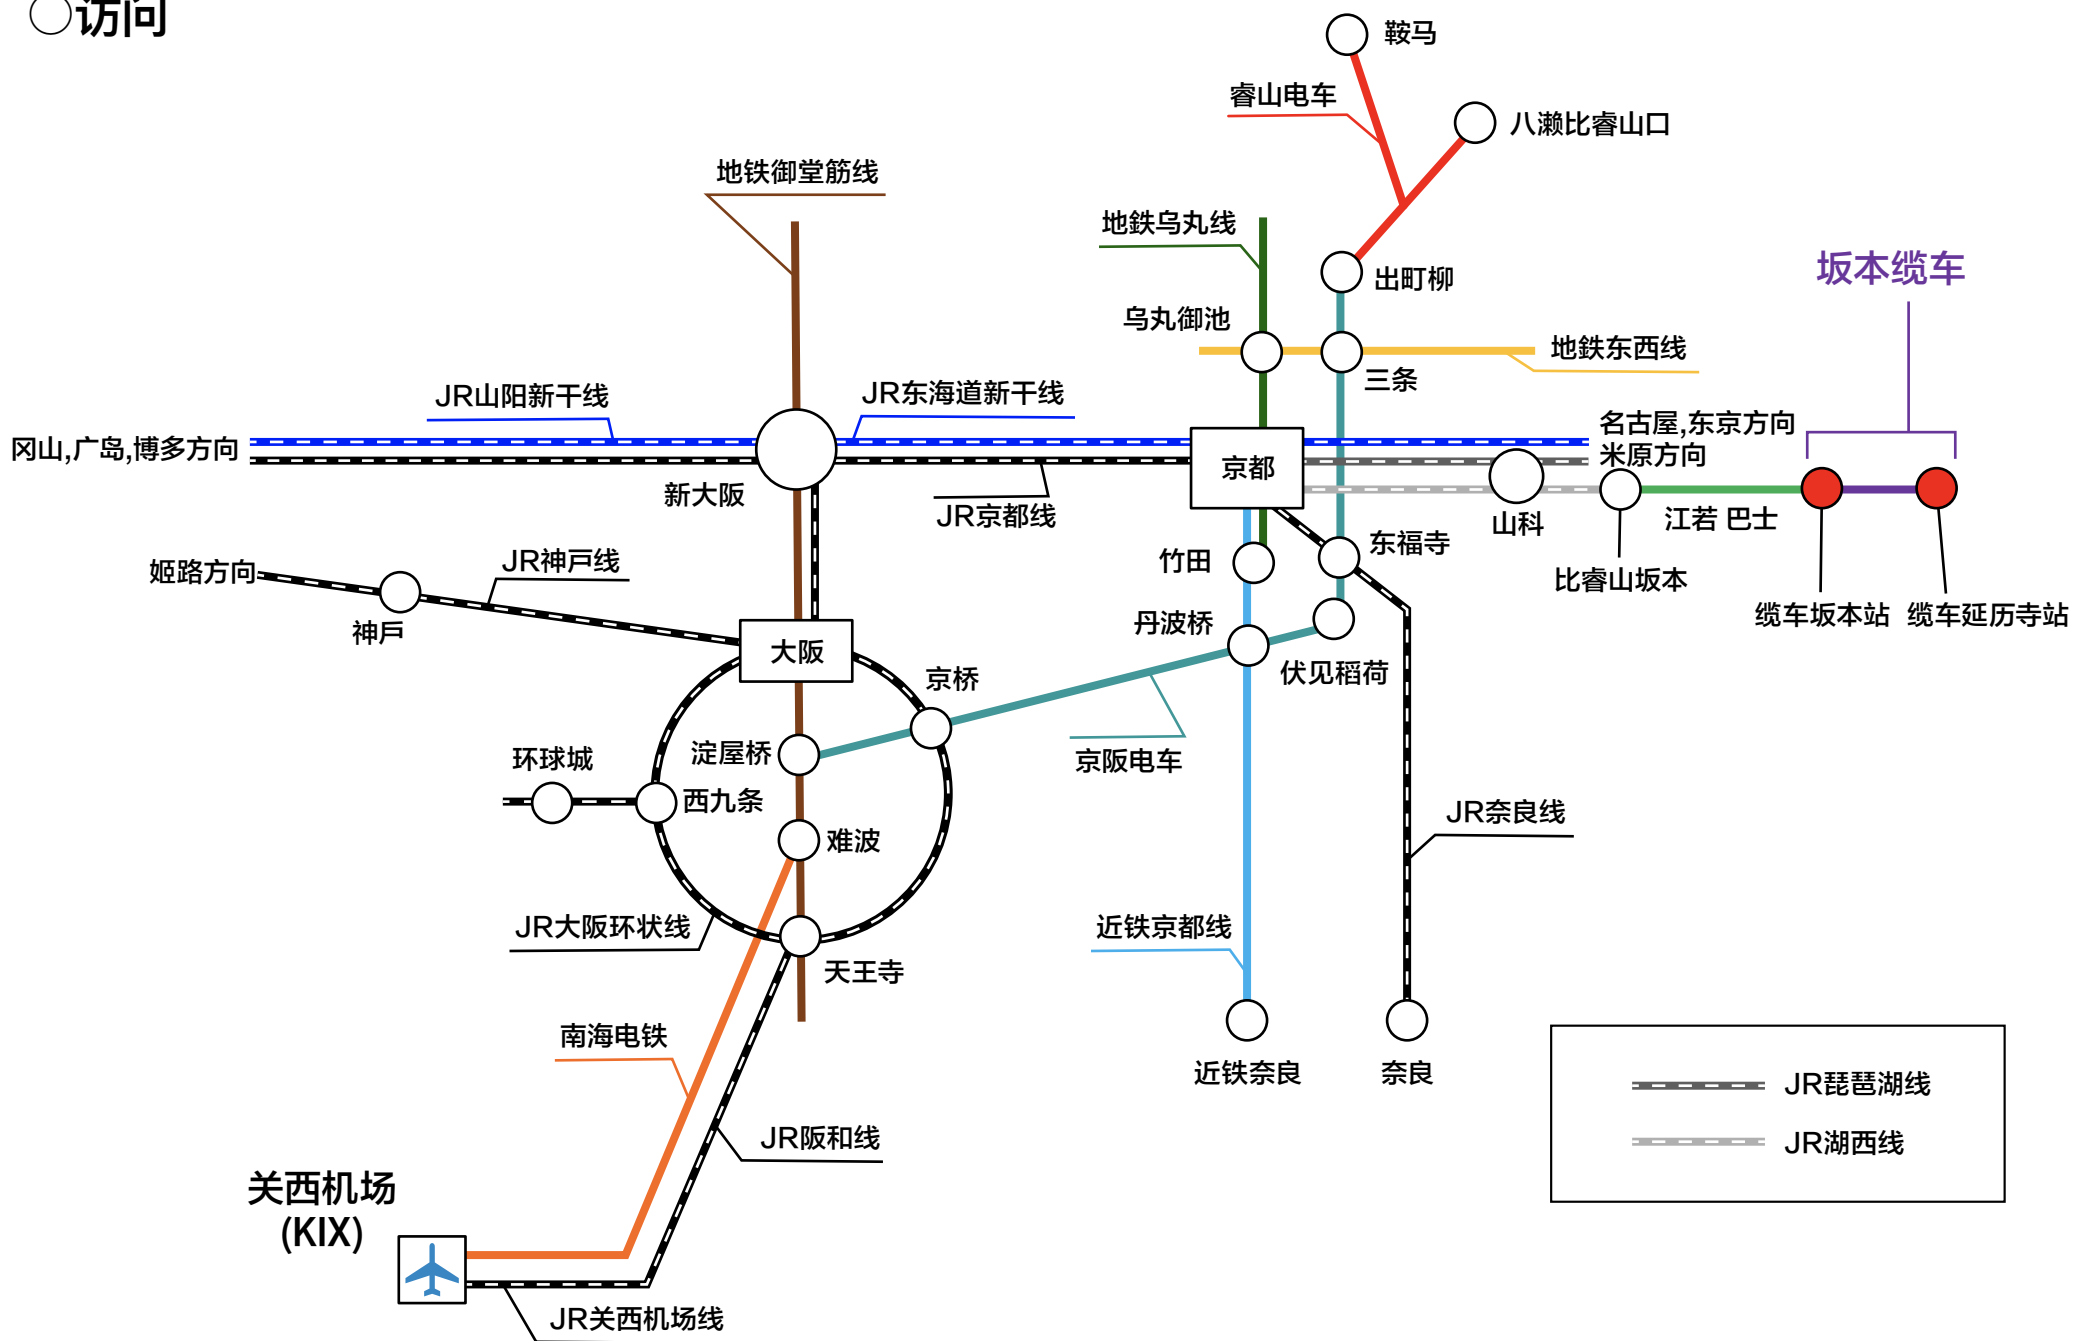 ○访问
鞍马
睿山电车
八濑比睿山口
地铁御堂筋线
地鉄乌丸线
出町柳
坂本缆车
乌丸御池
地鉄东西线
三条
JR山阳新干线
JR东海道新干线
名古屋,东京方向
冈山,广岛,博多方向
米原方向
京都
新大阪
JR京都线
山科
江若 巴士
东福寺
竹田
JR神戸线
姬路方向
比睿山坂本
缆车坂本站
缆车延历寺站
神戸
丹波桥
大阪
伏见稻荷
京桥
淀屋桥
环球城
京阪电车
西九条
难波
JR奈良线
JR大阪环状线
近铁京都线
天王寺
南海电铁
近铁奈良
奈良
JR琵琶湖线
JR阪和线
JR湖西线
关西机场
(KIX)
JR关西机场线